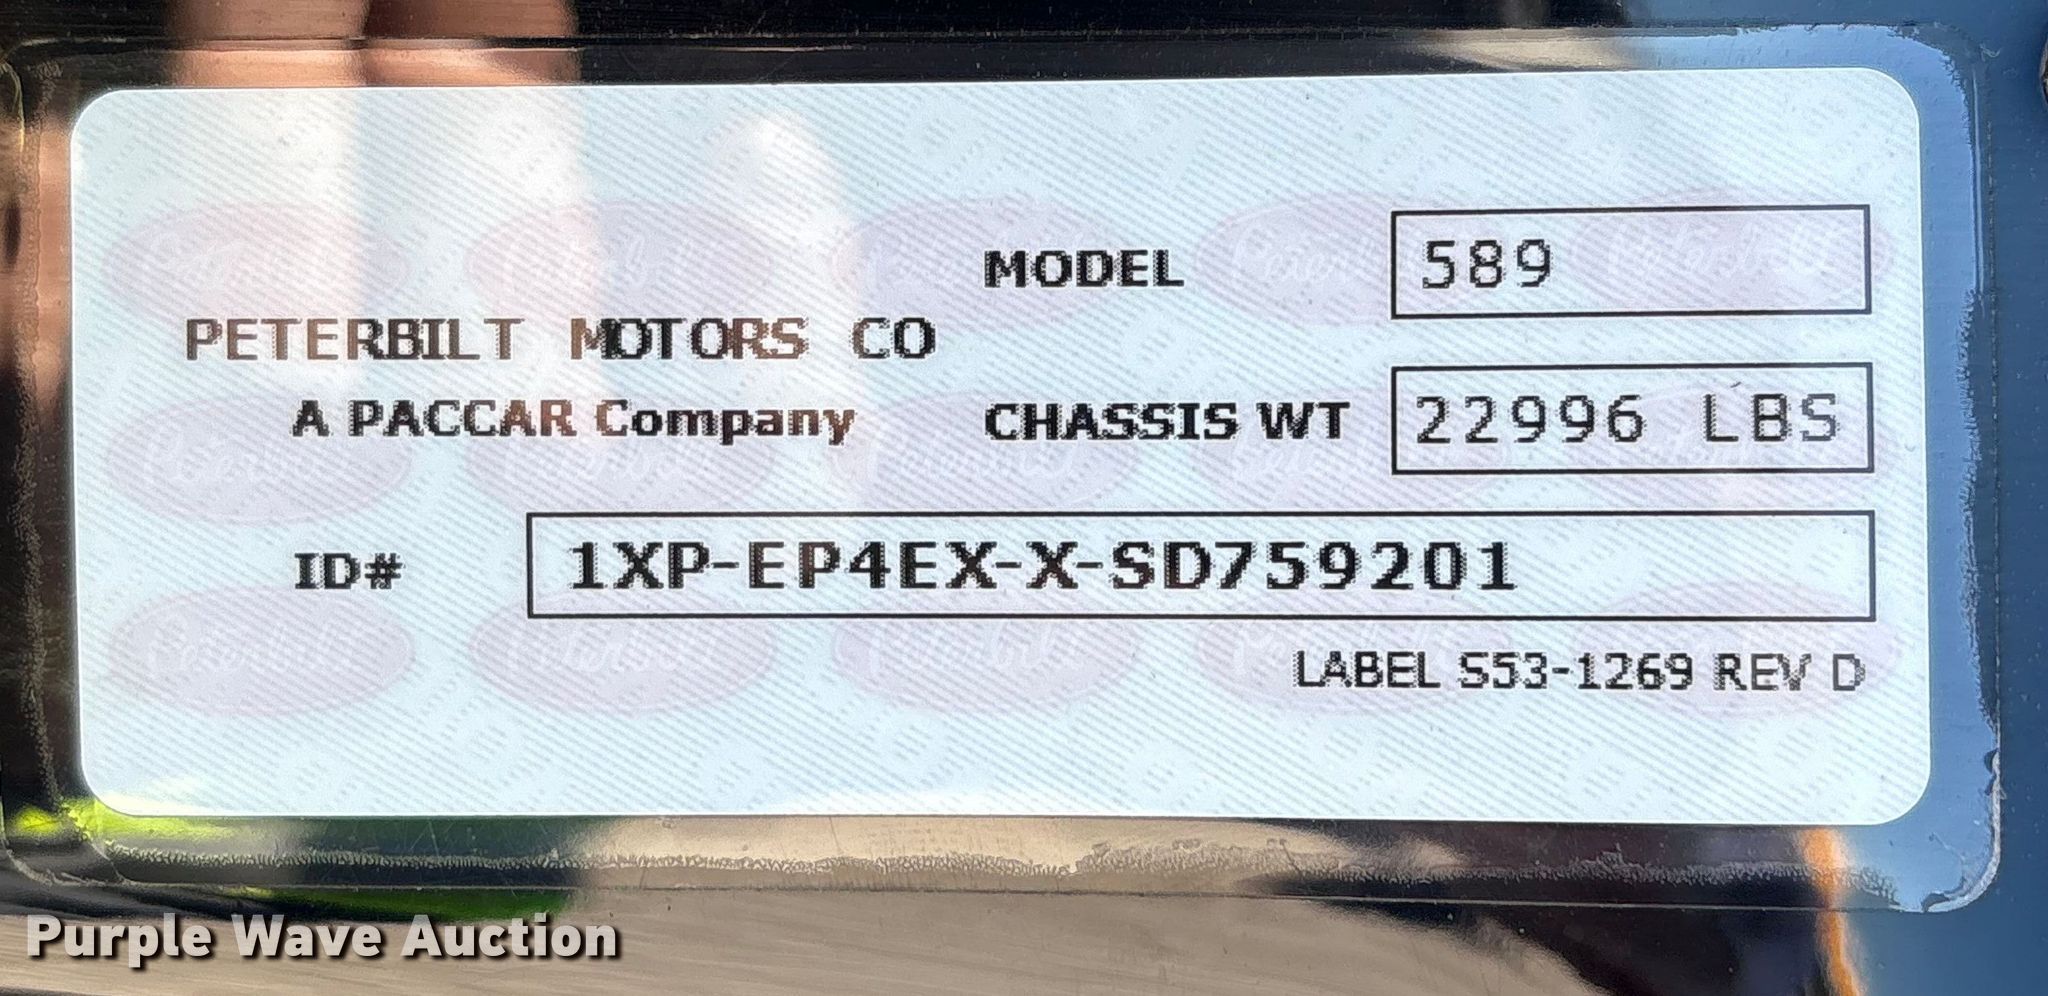 MODEL 589
PETERBILT MOTORS CO
A PACCAR Company
CHASSIS WT 22996 LBS
ID# 1XP-EP4EX-X-SD759201
LABEL S53-1269 REV D
Purple Wave Auction